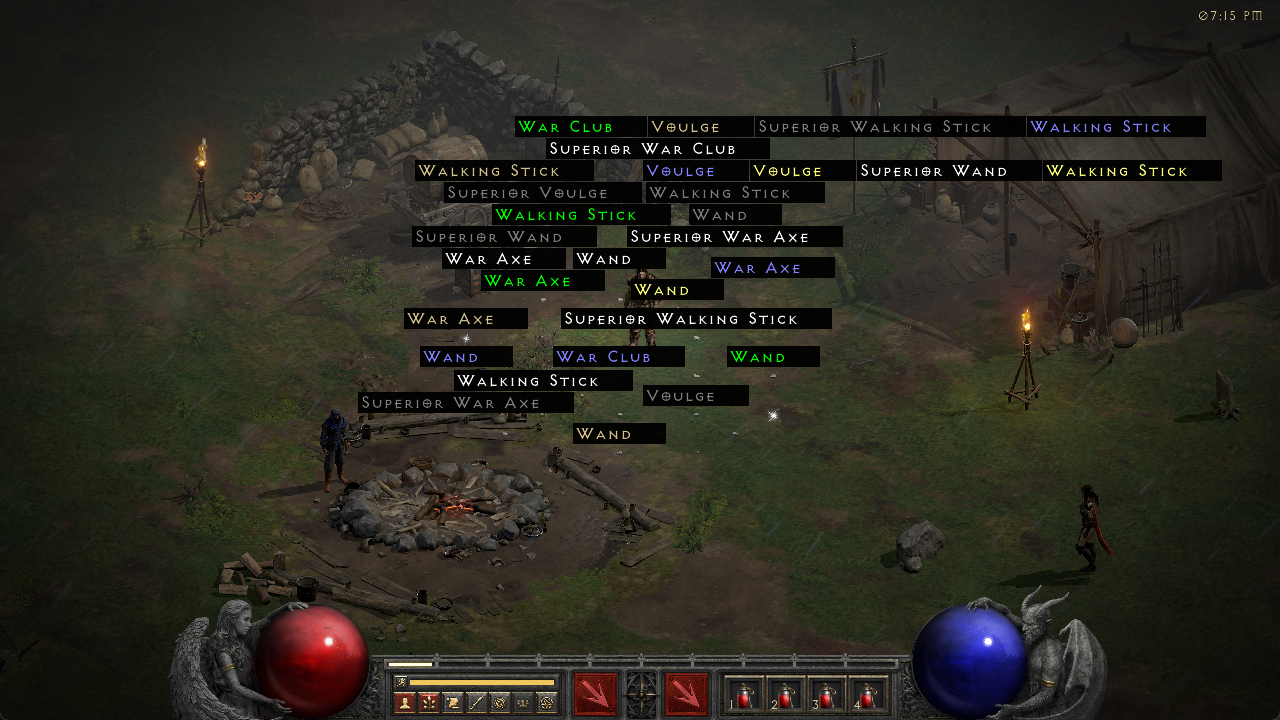 07:15 PM
War Club Voulge Superior Walking Stick Walking Stick
Superior War Club
Walking Stick Voulge Voulge Superior Wand Walking Stick
Superior Voulge Walking Stick
Walking Stick Wand
Superior Wand Superior War Axe
War Axe Wand
War Axe
War Axe
Wand
War Axe Superior Walking Stick
Wand War Club Wand
Walking Stick
Voulge
Superior War Axe
Wand
1 2 3 4